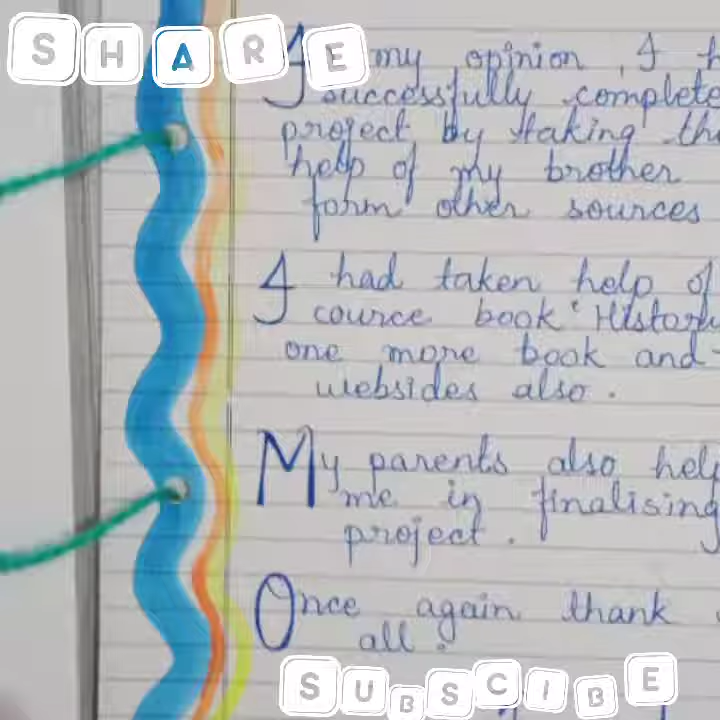 SHARE
In my opinion, I h
successfully complete
project by taking th
help of my brother
form other sources
I had taken help of
cource book 'Histor
one more book and
websides also.
My parents also help
me in finalising
project.
Once again thank
all.
SUBSCRIBE